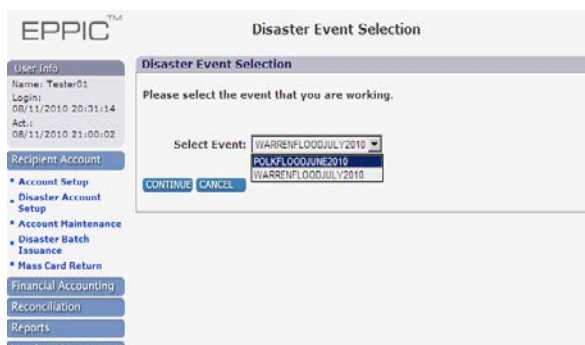 EPPIC™
Disaster Event Selection
User Info
Name: Tester01
Login:
08/11/2010 20:31:14
Act.:
08/11/2010 21:00:02
Recipient Account
Account Setup
Disaster Account
Setup
Account Maintenance
Disaster Batch
Issuance
Mass Card Return
Financial Accounting
Reconciliation
Reports
Disaster Event Selection
Please select the event that you are working.
Select Event: WARRENFLOODJULY2010
POLKFLOODJUNE2010
WARRENFLOODJULY2010
CONTINUE CANCEL